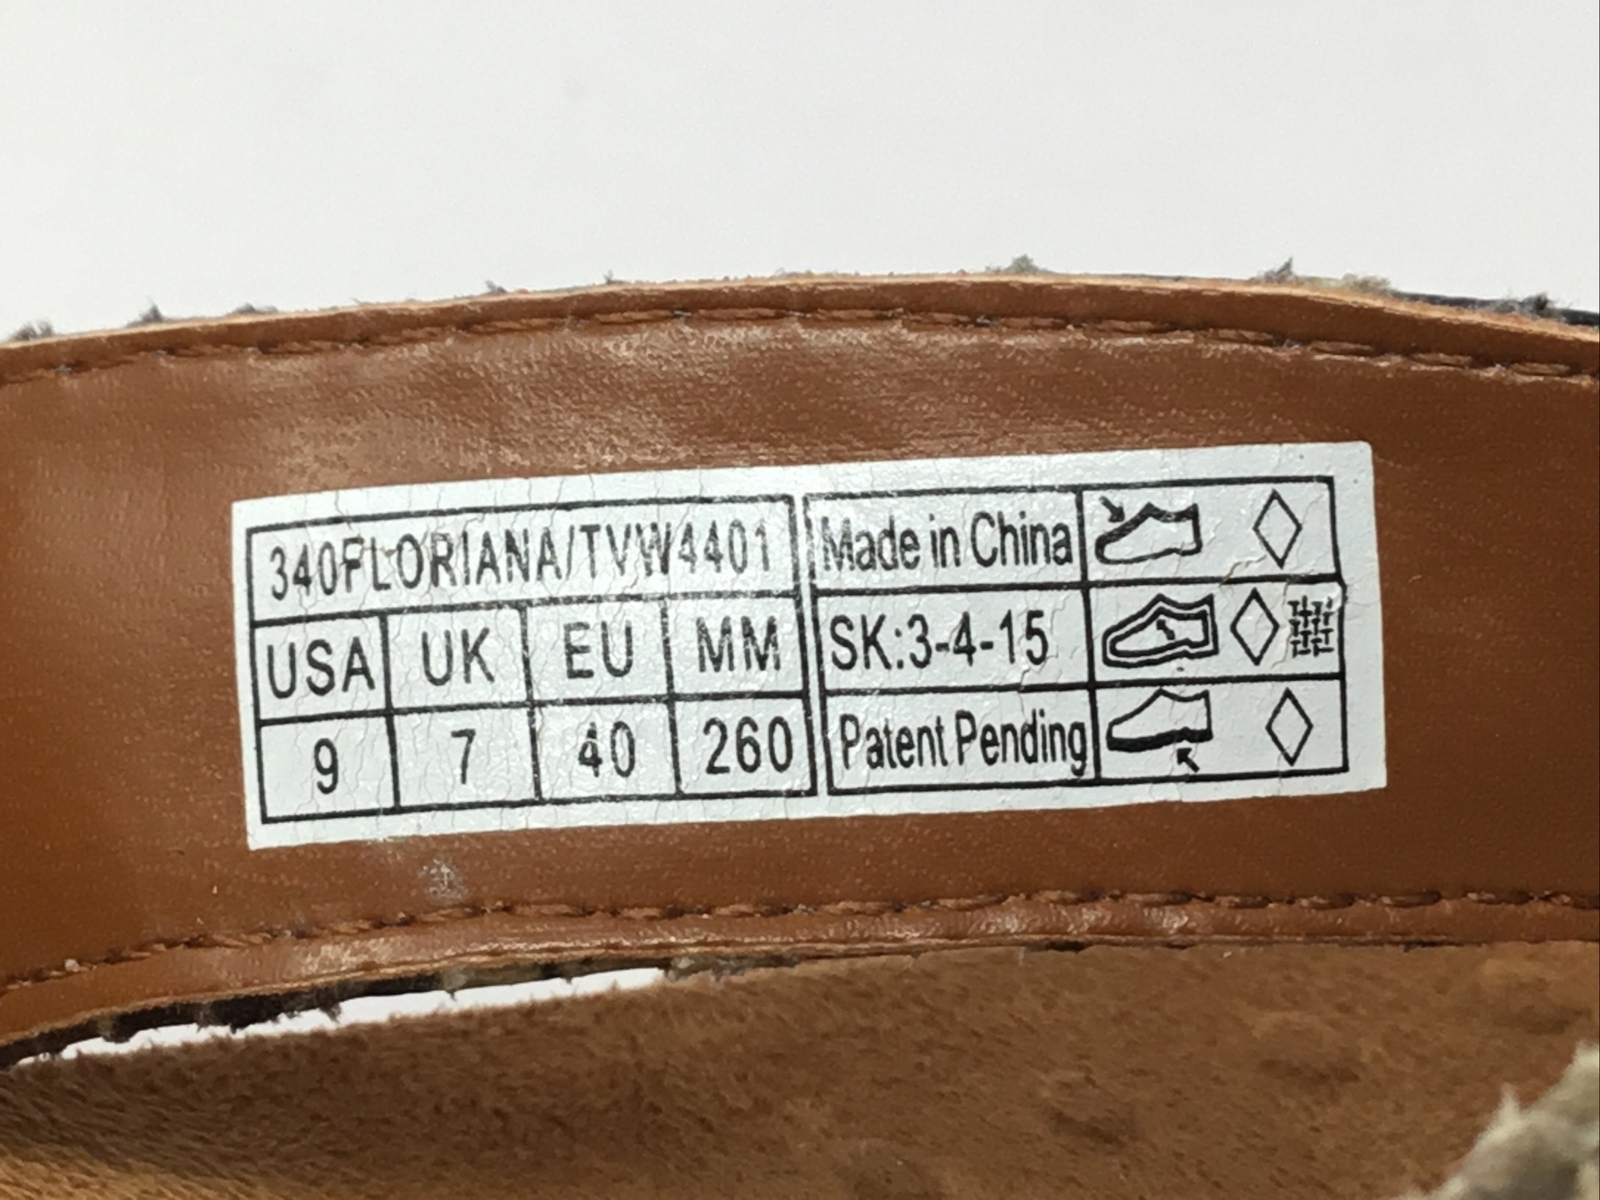 340FLORIANA/TVW4401
USA UK EU MM
9 7 40 260
Made in China
SK:3-4-15
Patent Pending